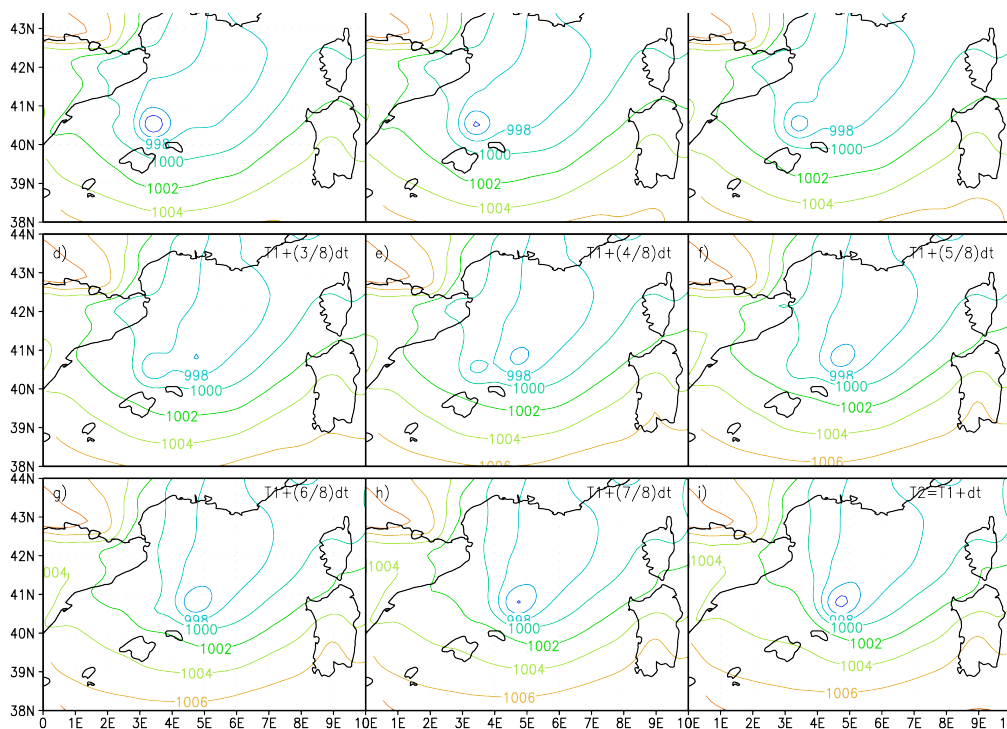 43N
42N
41N
40N
39N
38N
998
1000
1002
1004
998
1000
1002
1004
998
1000
1002
1004
44N
43N
42N
41N
40N
39N
38N
d) T1+(3/8)dt
998
1000
1002
1004
e) T1+(4/8)dt
998
1000
1002
1004
1006
f) T1+(5/8)dt
998
1000
1002
1004
1006
44N
43N
42N
41N
40N
39N
38N
g) T1+(6/8)dt
004
998
1000
1002
1004
1006
h) T1+(7/8)dt
1004
998
1000
1002
1004
1006
i) T2=T1+dt
1004
998
1000
1002
1004
1006
0 1E 2E 3E 4E 5E 6E 7E 8E 9E 10E 1E 2E 3E 4E 5E 6E 7E 8E 9E 10E 1E 2E 3E 4E 5E 6E 7E 8E 9E 1